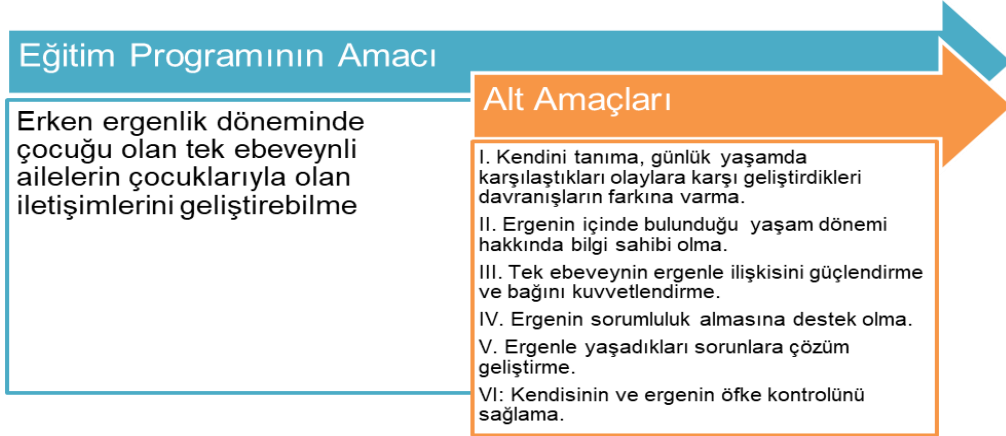 Eğitim Programının Amacı
Erken ergenlik döneminde
çocuğu olan tek ebeveynli
ailelerin çocuklarıyla olan
iletişimlerini geliştirebilme
Alt Amaçları
I. Kendini tanıma, günlük yaşamda
karşılaştıkları olaylara karşı geliştirdikleri
davranışların farkına varma.
II. Ergenin içinde bulunduğu yaşam dönemi
hakkında bilgi sahibi olma.
III. Tek ebeveynin ergenle ilişkisini güçlendirme
ve bağını kuvvetlendirme.
IV. Ergenin sorumluluk almasına destek olma.
V. Ergenle yaşadıkları sorunlara çözüm
geliştirme.
VI: Kendisinin ve ergenin öfke kontrolünü
sağlama.